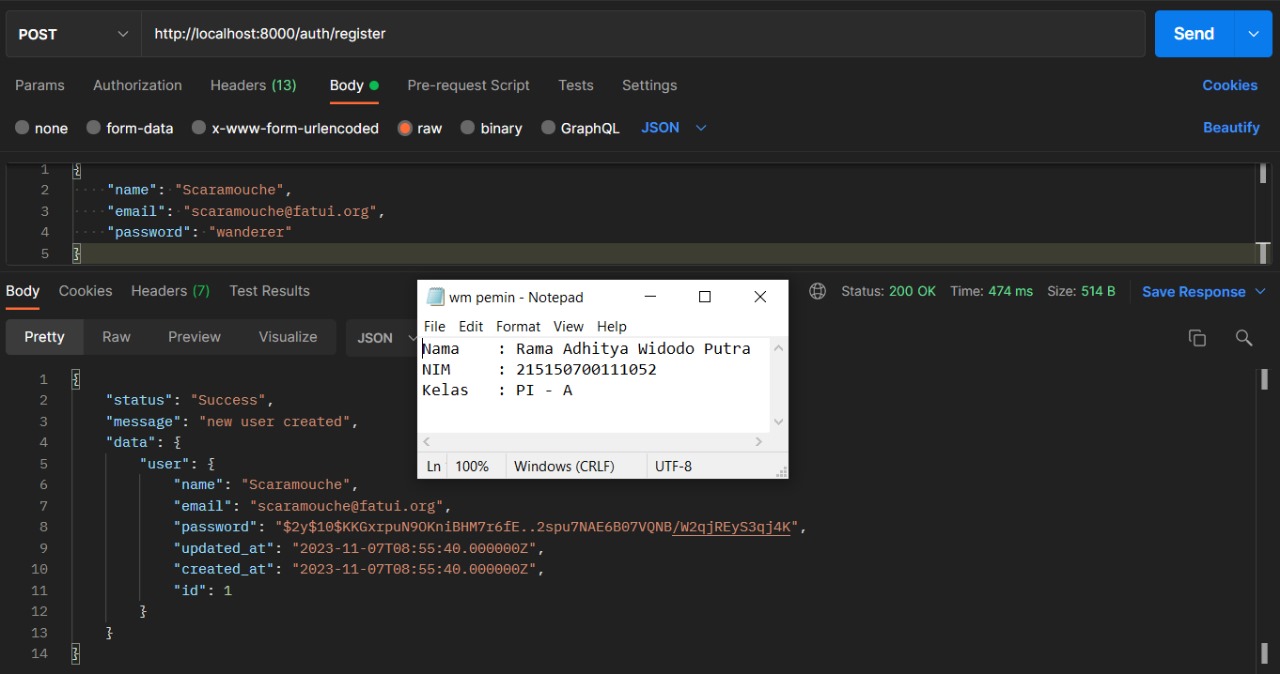 POST http://localhost:8000/auth/register Send
Params Authorization Headers (13) Body Pre-request Script Tests Settings Cookies
none form-data x-www-form-urlencoded raw binary GraphQL JSON Beautify
1 {
2 "name": "Scaramouche",
3 "email": "scaramouche@fatui.org",
4 "password": "wanderer"
5 }
Body Cookies Headers (7) Test Results Status: 200 OK Time: 474 ms Size: 514 B Save Response
Pretty Raw Preview Visualize JSON
1 {
2 "status": "Success",
3 "message": "new user created",
4 "data": {
5 "user": {
6 "name": "Scaramouche",
7 "email": "scaramouche@fatui.org",
8 "password": "$2y$10$KKGxrpuN9OKniBHM7r6fE..2spu7NAE6B07VQNB/W2qjREyS3qj4K",
9 "updated_at": "2023-11-07T08:55:40.000000Z",
10 "created_at": "2023-11-07T08:55:40.000000Z",
11 "id": 1
12 }
13 }
14 }
wm pemin - Notepad
File Edit Format View Help
Nama : Rama Adhitya Widodo Putra
NIM : 215150700111052
Kelas : PI - A
Ln 100% Windows (CRLF) UTF-8